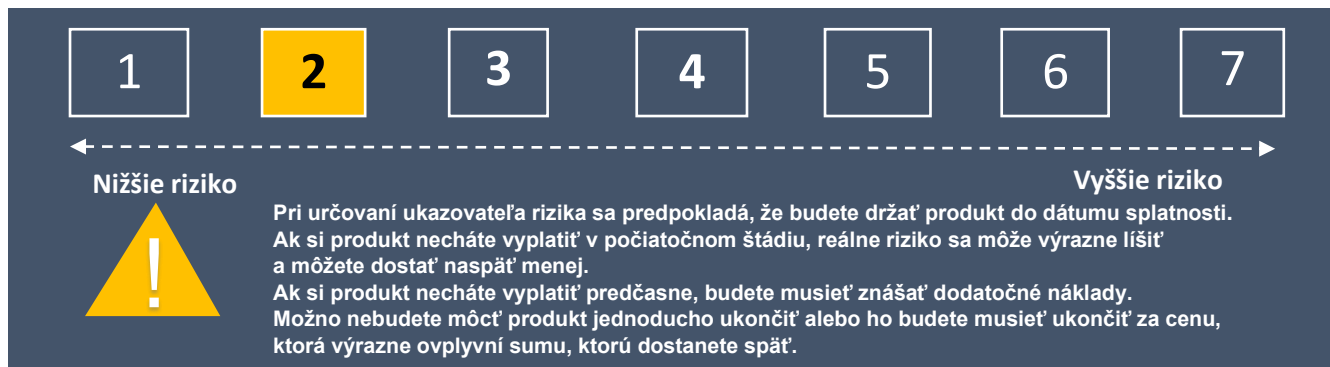 1 2 3 4 5 6 7
Nižšie riziko Vyššie riziko
!
Pri určovaní ukazovateľa rizika sa predpokladá, že budete držať produkt do dátumu splatnosti.
Ak si produkt necháte vyplatiť v počiatočnom štádiu, reálne riziko sa môže výrazne líšiť
a môžete dostať naspäť menej.
Ak si produkt necháte vyplatiť predčasne, budete musieť znášať dodatočné náklady.
Možno nebudete môcť produkt jednoducho ukončiť alebo ho budete musieť ukončiť za cenu,
ktorá výrazne ovplyvní sumu, ktorú dostanete späť.